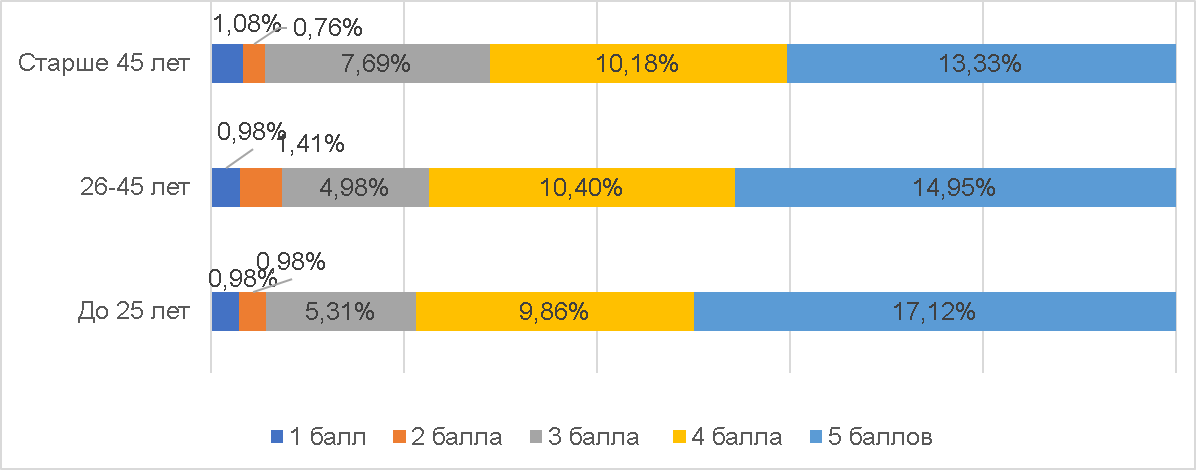 1,08% 0,76%
Старше 45 лет 7,69% 10,18% 13,33%
0,98% 1,41%
26-45 лет 4,98% 10,40% 14,95%
0,98% 0,98%
До 25 лет 5,31% 9,86% 17,12%
1 балл 2 балла 3 балла 4 балла 5 баллов